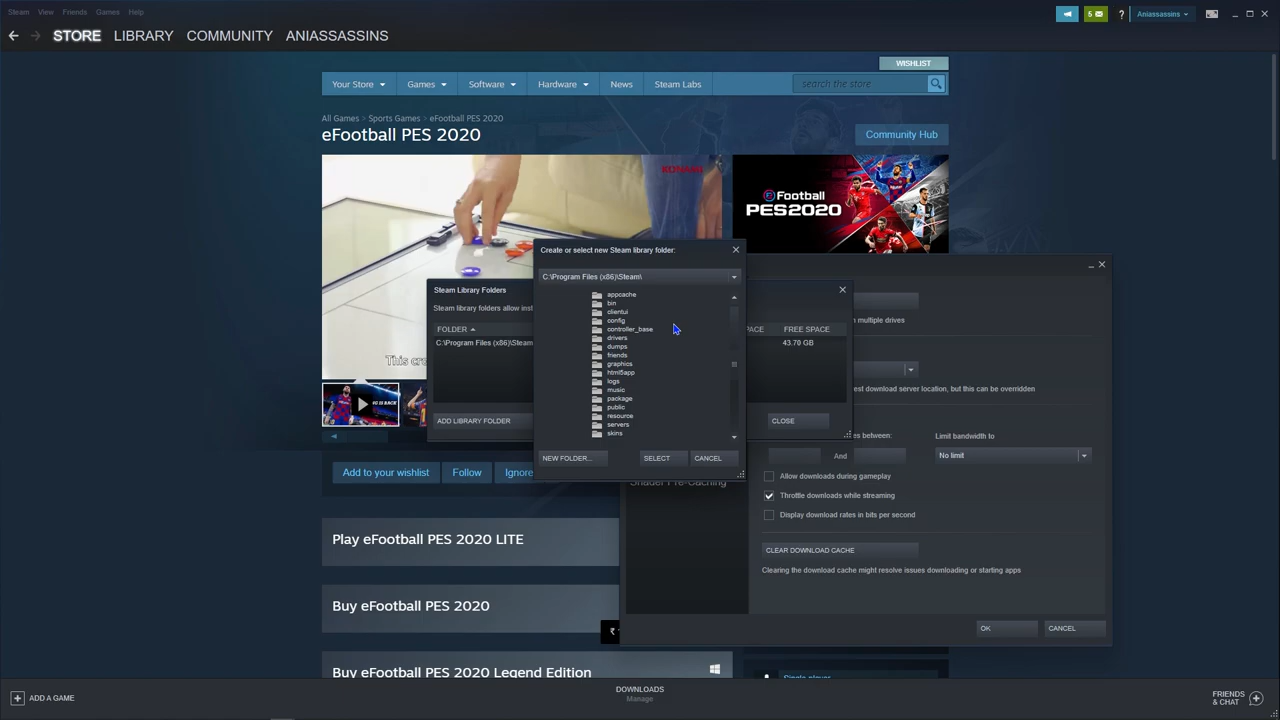 Steam View Friends Games Help
5 ? Aniassassins
STORE LIBRARY COMMUNITY ANIASSASSINS
WISHLIST
Your Store Games Software Hardware News Steam Labs search the store
All Games > Sports Games > eFootball PES 2020
eFootball PES 2020
Community Hub
KONAMI
eFootball
PES2020
This cre
Create or select new Steam library folder:
C:\Program Files (x86)\Steam\
appcache
bin
clientui
config
controller_base
drivers
dumps
friends
graphics
html5app
logs
music
package
public
resource
servers
skins
NEW FOLDER... SELECT CANCEL
Steam Library Folders
Steam library folders allow inst
FOLDER PACE FREE SPACE
C:\Program Files (x86)\Steam 43.70 GB
ADD LIBRARY FOLDER CLOSE
n multiple drives
est download server location, but this can be overridden
es between: Limit bandwidth to
And No limit
Shader Pre-Caching
Allow downloads during gameplay
Throttle downloads while streaming
Display download rates in bits per second
CLEAR DOWNLOAD CACHE
Clearing the download cache might resolve issues downloading or starting apps
OK CANCEL
Add to your wishlist Follow Ignore
Play eFootball PES 2020 LITE
Buy eFootball PES 2020
₹
Buy eFootball PES 2020 Legend Edition
Single-player
ADD A GAME
DOWNLOADS
Manage
FRIENDS
& CHAT